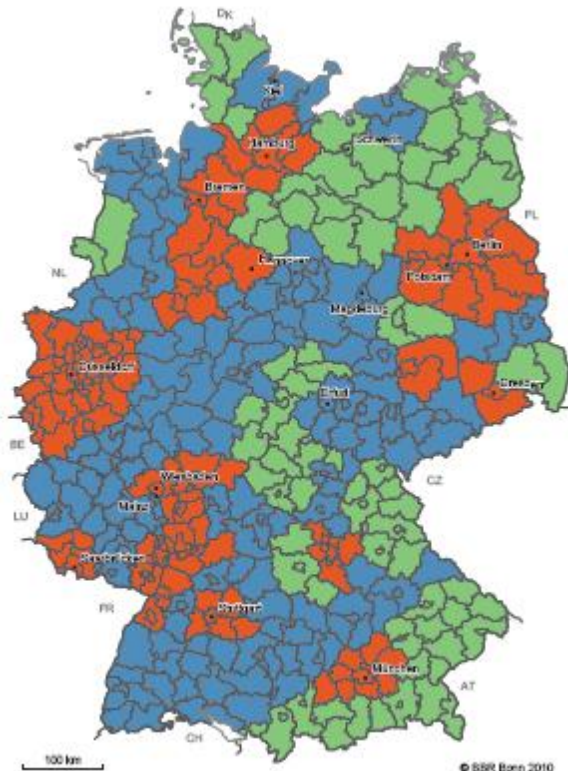 DK
Kiel
Hamburg
Schwerin
Bremen
PL
Berlin
Hannover
Potsdam
NL
Magdeburg
Düsseldorf
Dresden
Erfurt
BE
Wiesbaden
CZ
Mainz
LU
Saarbrücken
FR
Stuttgart
München
AT
CH
100 km
© BBR Bonn 2010